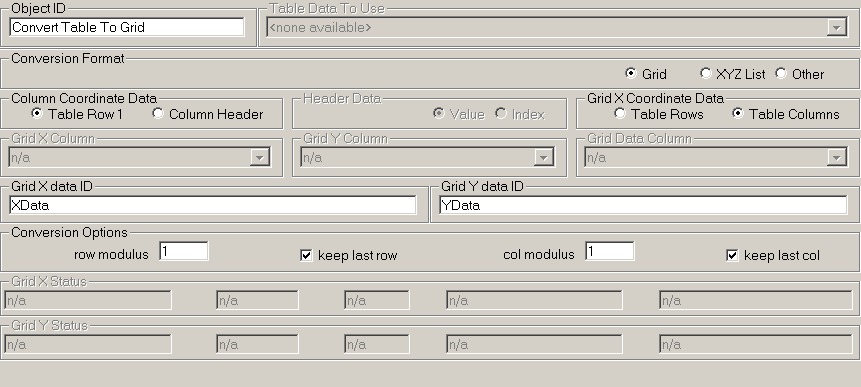 Object ID
Table Data To Use
Convert Table To Grid
<none available>
Conversion Format
Grid XYZ List Other
Column Coordinate Data
Header Data
Grid X Coordinate Data
Table Row 1 Column Header
Value Index
Table Rows Table Columns
Grid X Column
Grid Y Column
Grid Data Column
n/a
n/a
n/a
Grid X data ID
Grid Y data ID
XData
YData
Conversion Options
row modulus 1 keep last row col modulus 1 keep last col
Grid X Status
n/a n/a n/a n/a n/a
Grid Y Status
n/a n/a n/a n/a n/a